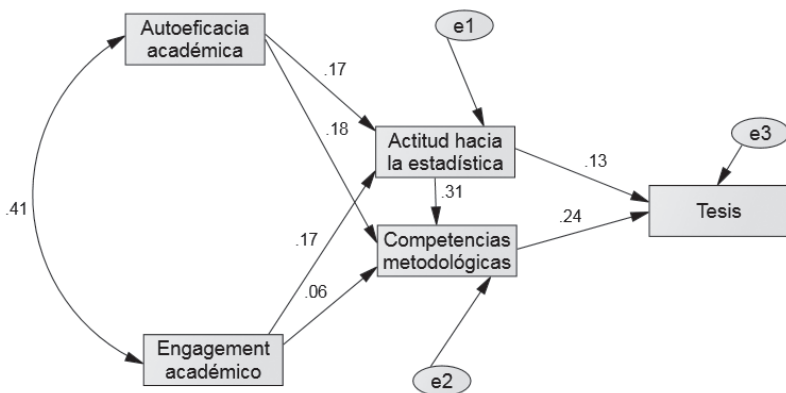 Autoeficacia
académica
e1
.17
.18
Actitud hacia
la estadística
e3
.13
.41
.31
Tesis
.17
Competencias
metodológicas
.24
.06
Engagement
académico
e2